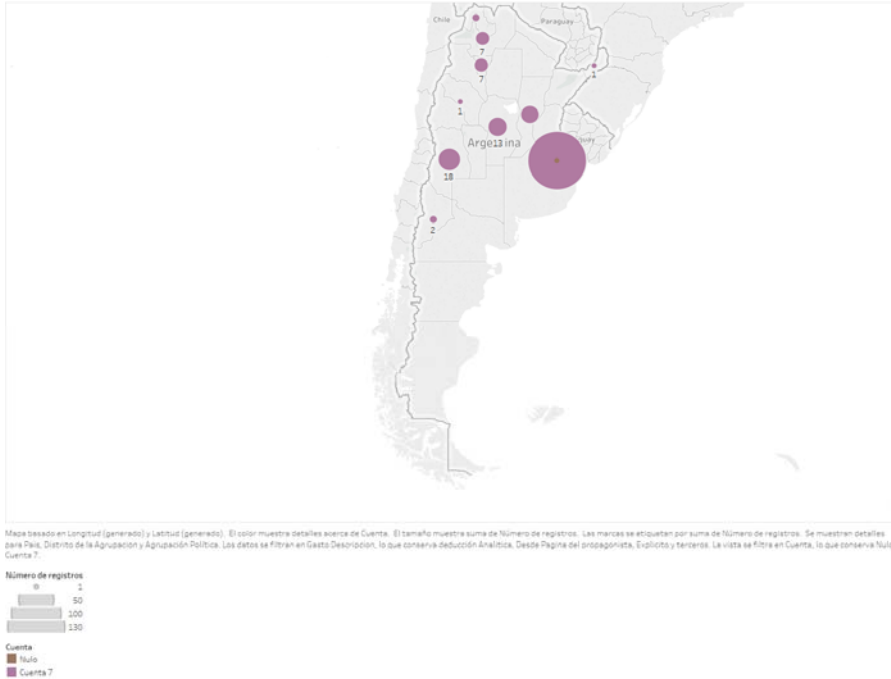 Chile
Paraguay
7
7
1
1
Argentina
13
18
2
Mapa basado en Longitud (generado) y Latitud (generado). El color muestra detalles acerca de Cuenta. El tamaño muestra suma de Número de registros. Las marcas se etiquetan por suma de Número de registros. Se muestran detalles
para País, Distrito de la Agrupacion y Agrupación Política. Los datos se filtran en Gasto Descripcion, lo que conserva deducción Analítica, Desde Pagina del propagonista, Explicito y terceros. La vista se filtra en Cuenta, lo que conserva Nulo
Cuenta 7.
Número de registros
1
50
100
130
Cuenta
Nulo
Cuenta 7